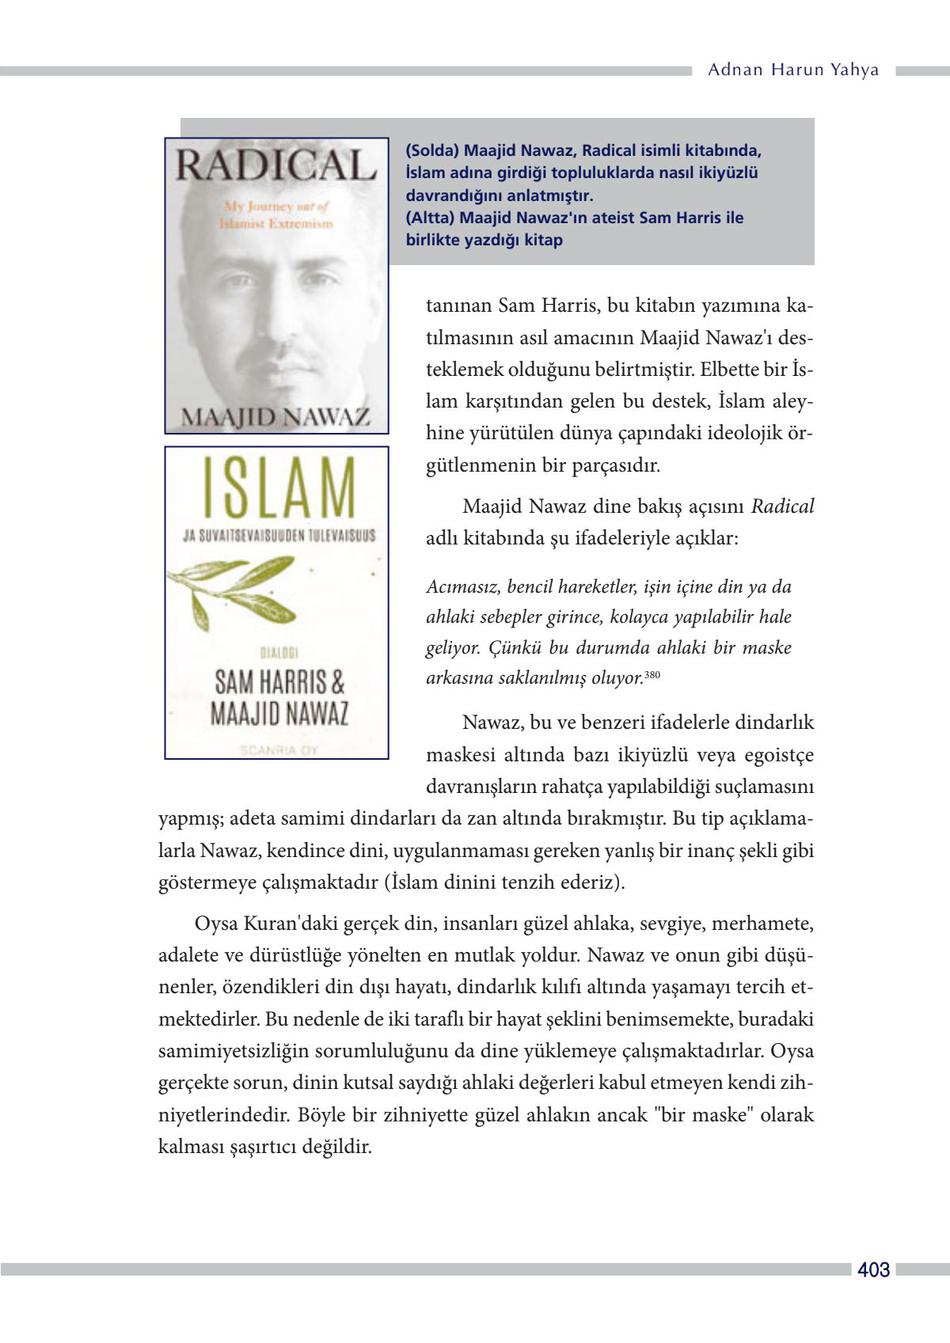 Adnan Harun Yahya
RADICAL
My Journey out of
Islamist Extremism
MAAJID NAWAZ
(Solda) Maajid Nawaz, Radical isimli kitabında,
İslam adına girdiği topluluklarda nasıl ikiyüzlü
davrandığını anlatmıştır.
(Altta) Maajid Nawaz'ın ateist Sam Harris ile
birlikte yazdığı kitap
ISLAM
JA SUVAITSEVAISUUDEN TULEVAISUUS
DIALOGI
SAM HARRIS &
MAAJID NAWAZ
SCANRIA OY
tanınan Sam Harris, bu kitabın yazımına ka-
tılmasının asıl amacının Maajid Nawaz'ı des-
teklemek olduğunu belirtmiştir. Elbette bir İs-
lam karşıtından gelen bu destek, İslam aley-
hine yürütülen dünya çapındaki ideolojik ör-
gütlenmenin bir parçasıdır.
Maajid Nawaz dine bakış açısını Radical
adlı kitabında şu ifadeleriyle açıklar:
Acımasız, bencil hareketler, işin içine din ya da
ahlaki sebepler girince, kolayca yapılabilir hale
geliyor. Çünkü bu durumda ahlaki bir maske
arkasına saklanılmış oluyor.380
Nawaz, bu ve benzeri ifadelerle dindarlık
maskesi altında bazı ikiyüzlü veya egoistçe
davranışların rahatça yapılabildiği suçlamasını
yapmış; adeta samimi dindarları da zan altında bırakmıştır. Bu tip açıklama-
larla Nawaz, kendince dini, uygulanmaması gereken yanlış bir inanç şekli gibi
göstermeye çalışmaktadır (İslam dinini tenzih ederiz).
Oysa Kuran'daki gerçek din, insanları güzel ahlaka, sevgiye, merhamete,
adalete ve dürüstlüğe yönelten en mutlak yoldur. Nawaz ve onun gibi düşü-
nenler, özendikleri din dışı hayatı, dindarlık kılıfı altında yaşamayı tercih et-
mektedirler. Bu nedenle de iki taraflı bir hayat şeklini benimsemekte, buradaki
samimiyetsizliğin sorumluluğunu da dine yüklemeye çalışmaktadırlar. Oysa
gerçekte sorun, dinin kutsal saydığı ahlaki değerleri kabul etmeyen kendi zih-
niyetlerindedir. Böyle bir zihniyette güzel ahlakın ancak "bir maske" olarak
kalması şaşırtıcı değildir.
403